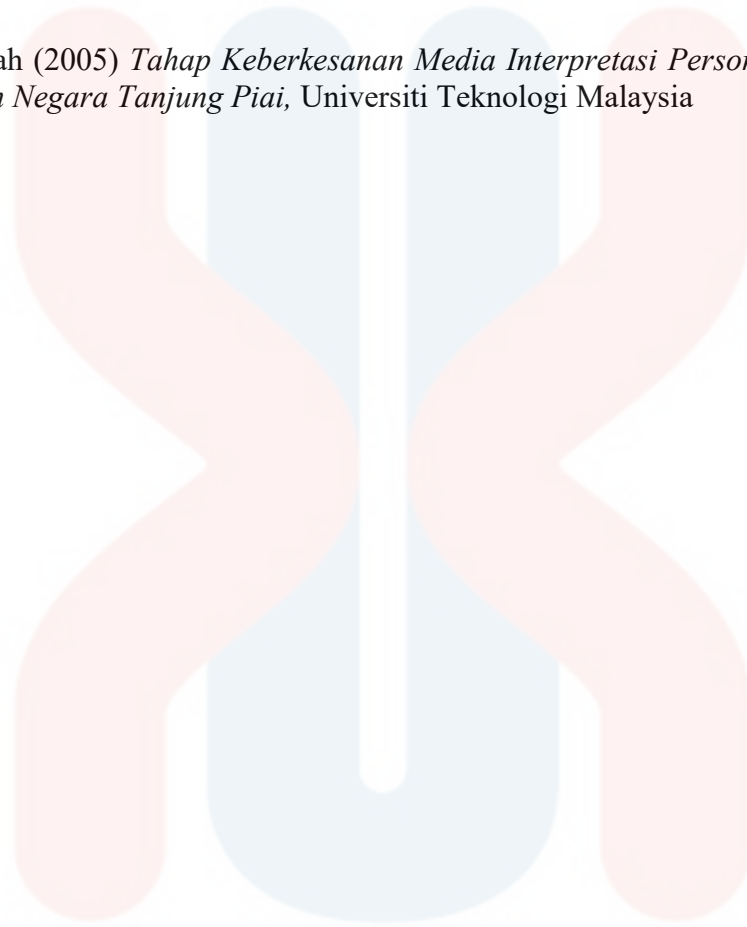 ah (2005) Tahap Keberkesanan Media Interpretasi Person
n Negara Tanjung Piai, Universiti Teknologi Malaysia